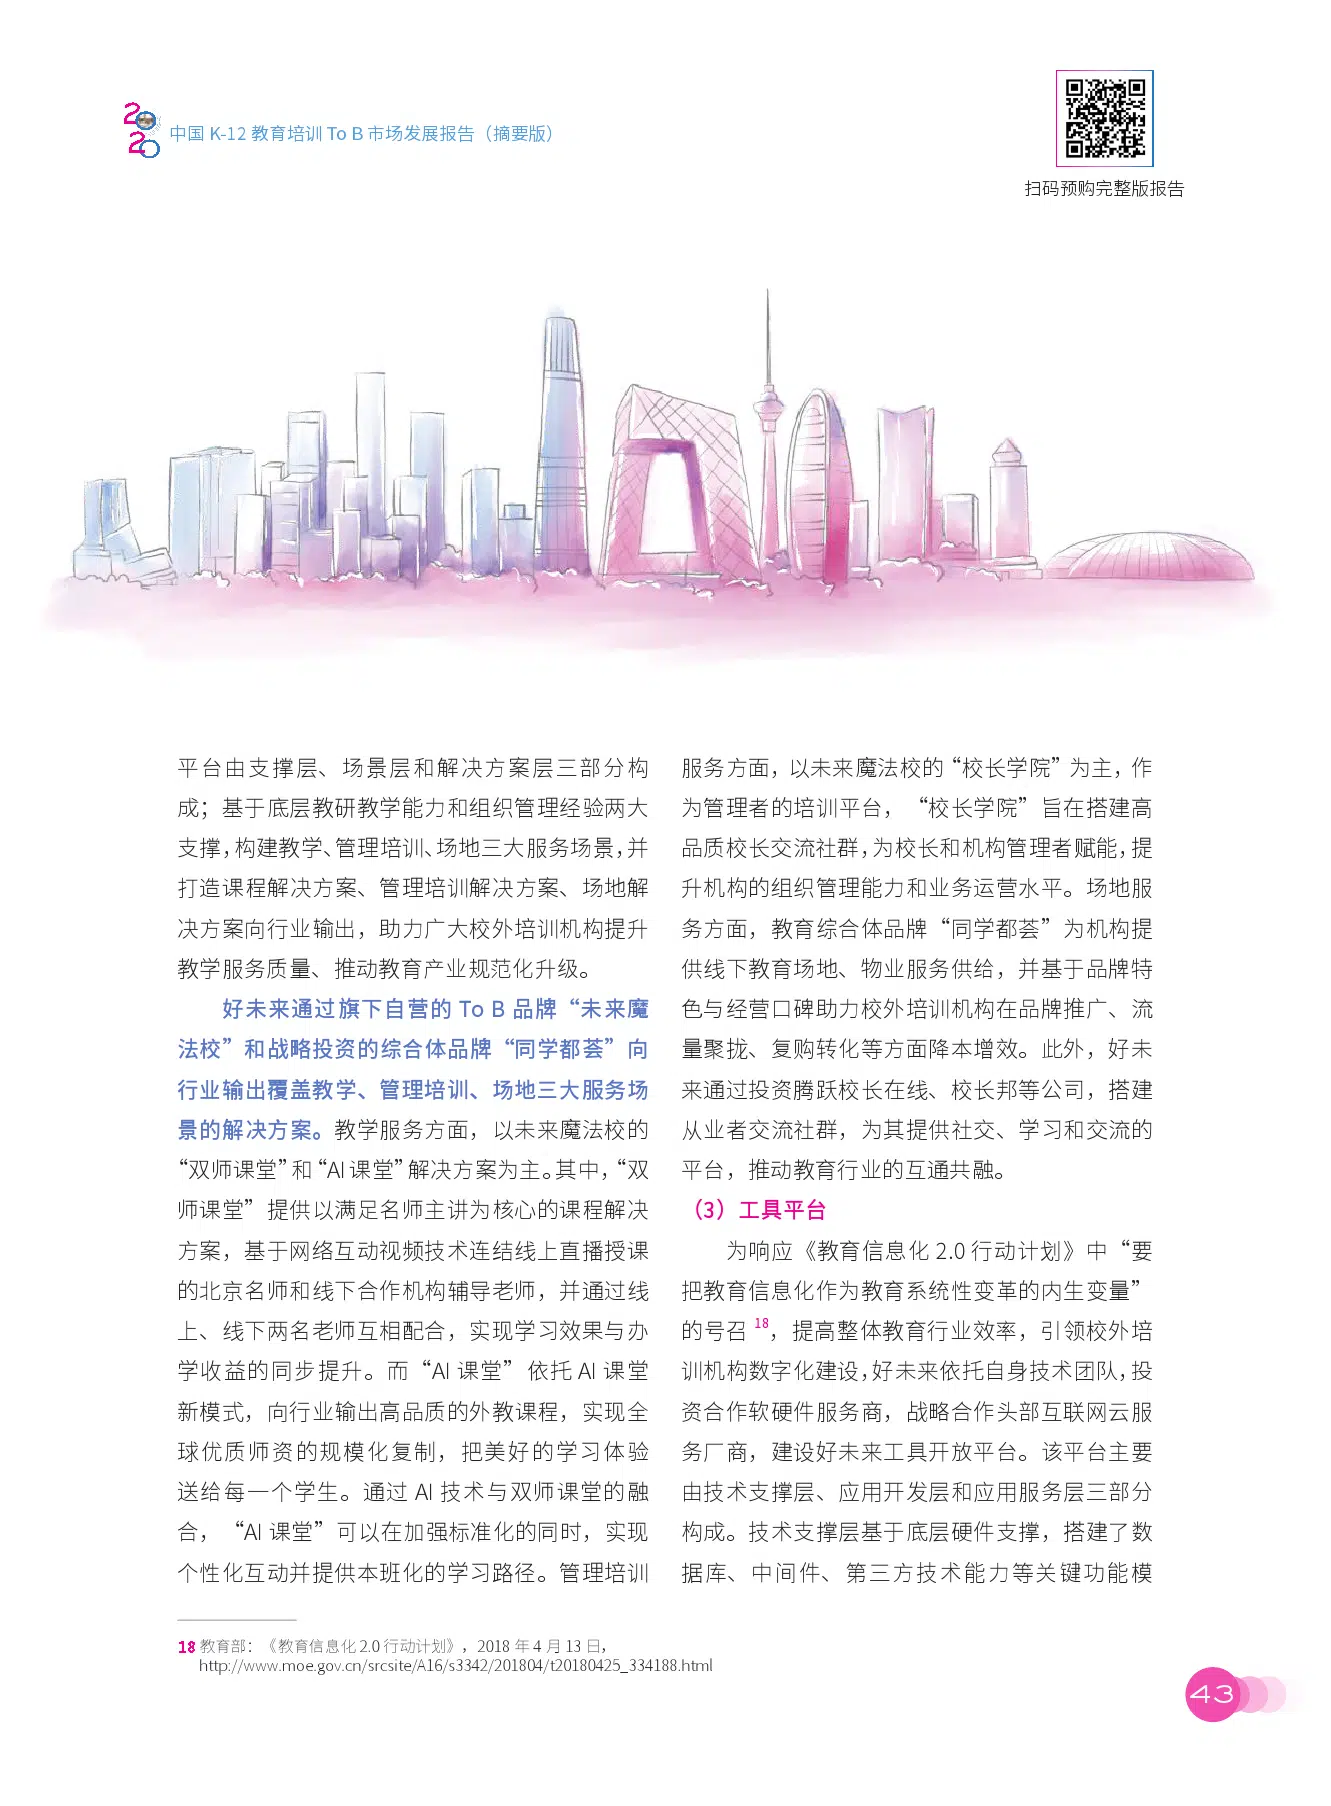 2020
中国 K-12 教育培训 To B 市场发展报告（摘要版）
扫码预购完整版报告
平台由支撑层、场景层和解决方案层三部分构
成；基于底层教研教学能力和组织管理经验两大
支撑，构建教学、管理培训、场地三大服务场景，并
打造课程解决方案、管理培训解决方案、场地解
决方案向行业输出，助力广大校外培训机构提升
教学服务质量、推动教育产业规范化升级。
好未来通过旗下自营的 To B 品牌“未来魔
法校”和战略投资的综合体品牌“同学都荟”向
行业输出覆盖教学、管理培训、场地三大服务场
景的解决方案。教学服务方面，以未来魔法校的
“双师课堂”和“AI 课堂”解决方案为主。其中，“双
师课堂”提供以满足名师主讲为核心的课程解决
方案，基于网络互动视频技术连结线上直播授课
的北京名师和线下合作机构辅导老师，并通过线
上、线下两名老师互相配合，实现学习效果与办
学收益的同步提升。而“AI 课堂”依托 AI 课堂
新模式，向行业输出高品质的外教课程，实现全
球优质师资的规模化复制，把美好的学习体验
送给每一个学生。通过 AI 技术与双师课堂的融
合，“AI 课堂”可以在加强标准化的同时，实现
个性化互动并提供本班化的学习路径。管理培训
服务方面，以未来魔法校的“校长学院”为主，作
为管理者的培训平台，“校长学院”旨在搭建高
品质校长交流社群，为校长和机构管理者赋能，提
升机构的组织管理能力和业务运营水平。场地服
务方面，教育综合体品牌“同学都荟”为机构提
供线下教育场地、物业服务供给，并基于品牌特
色与经营口碑助力校外培训机构在品牌推广、流
量聚拢、复购转化等方面降本增效。此外，好未
来通过投资腾跃校长在线、校长邦等公司，搭建
从业者交流社群，为其提供社交、学习和交流的
平台，推动教育行业的互通共融。
（3）工具平台
为响应《教育信息化 2.0 行动计划》中“要
把教育信息化作为教育系统性变革的内生变量”
的号召 18，提高整体教育行业效率，引领校外培
训机构数字化建设，好未来依托自身技术团队，投
资合作软硬件服务商，战略合作头部互联网云服
务厂商，建设好未来工具开放平台。该平台主要
由技术支撑层、应用开发层和应用服务层三部分
构成。技术支撑层基于底层硬件支撑，搭建了数
据库、中间件、第三方技术能力等关键功能模
18 教育部：《教育信息化 2.0 行动计划》，2018 年 4 月 13 日，
http://www.moe.gov.cn/srcsite/A16/s3342/201804/t20180425_334188.html
43